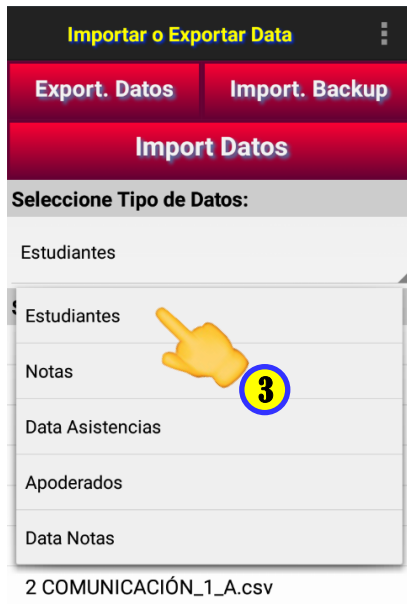 Importar o Exportar Data
Export. Datos
Import. Backup
Import Datos
Seleccione Tipo de Datos:
Estudiantes
Estudiantes
Notas
3
Data Asistencias
Apoderados
Data Notas
2 COMUNICACIÓN_1_A.csv